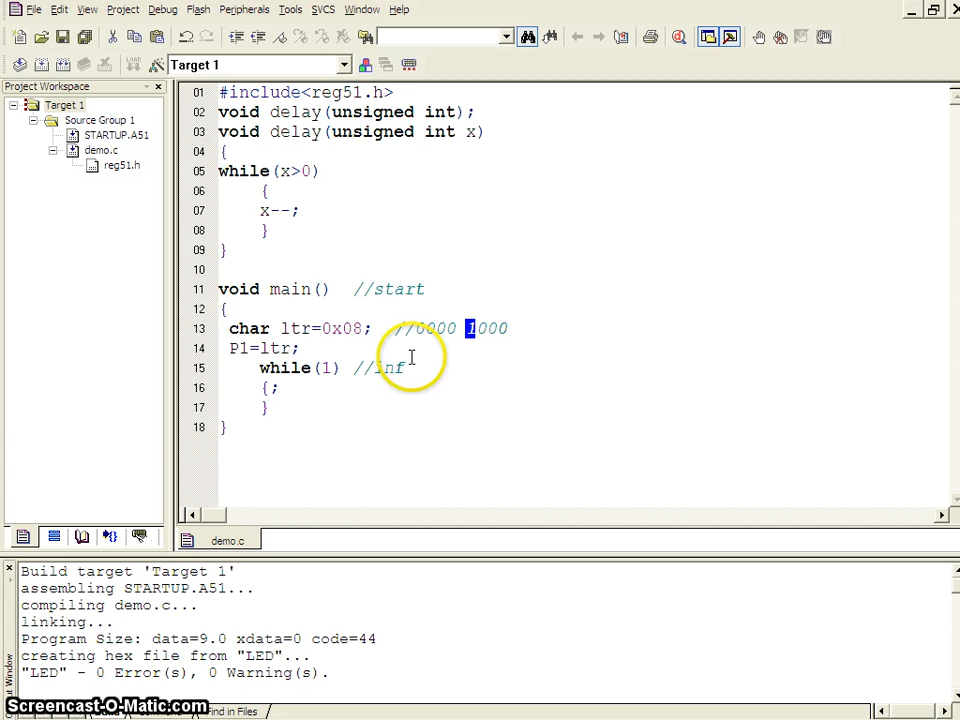 File Edit View Project Debug Flash Peripherals Tools SVCS Window Help
LOAD Target 1
Project Workspace
Target 1
Source Group 1
STARTUP.A51
demo.c
reg51.h
01 #include<reg51.h>
02 void delay(unsigned int);
03 void delay(unsigned int x)
04 {
05 while(x>0)
06 {
07 x--;
08 }
09 }
10
11 void main() //start
12 {
13 char ltr=0x08; //0000 1000
14 P1=ltr;
15 while(1) //inf
16 {;
17 }
18 }
demo.c
Build target 'Target 1'
assembling STARTUP.A51...
compiling demo.c...
linking...
Program Size: data=9.0 xdata=0 code=44
creating hex file from "LED"...
"LED" - 0 Error(s), 0 Warning(s).
Screencast-O-Matic.com
Find in Files